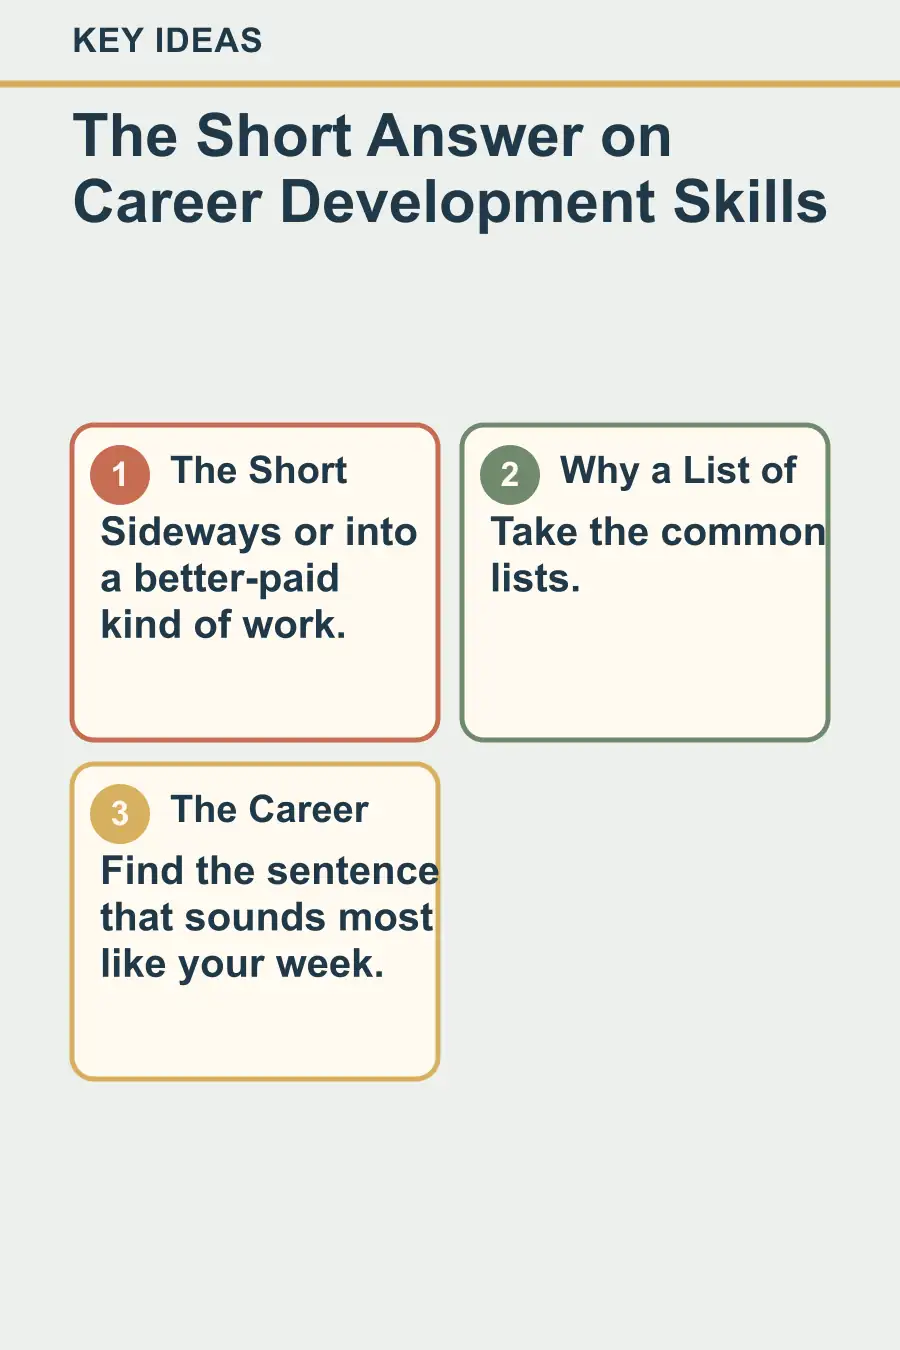 KEY IDEAS
The Short Answer on
Career Development Skills
1 The Short
Sideways or into
a better-paid
kind of work.
2 Why a List of
Take the common
lists.
3 The Career
Find the sentence
that sounds most
like your week.